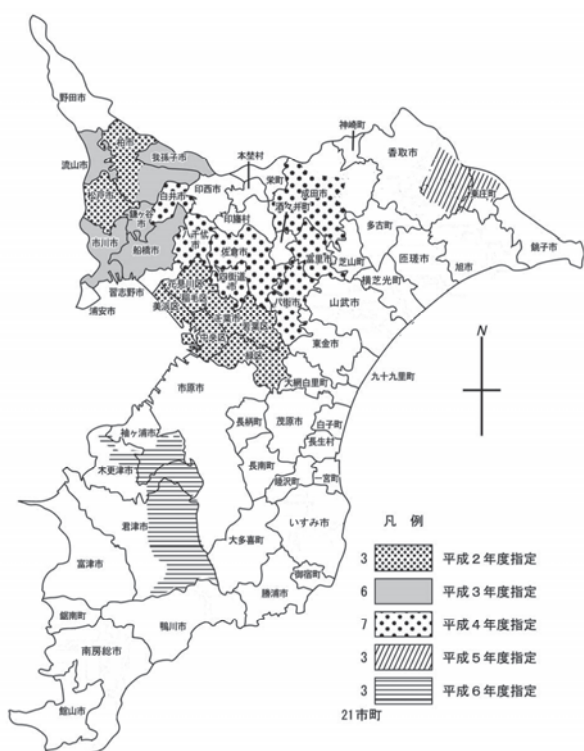 野田市
柏市
流山市
我孫子市
松戸市
鎌ヶ谷市
白井市
印西市
本埜村
栄町
神崎町
香取市
東庄町
成田市
酒々井町
印旛村
市川市
船橋市
八千代市
佐倉市
富里市
芝山町
多古町
匝瑳市
旭市
銚子市
横芝光町
習志野市
浦安市
花見川区
稲毛区
美浜区
四街道市
八街市
山武市
千葉市
若葉区
中央区
緑区
東金市
大網白里町
九十九里町
N
市原市
袖ヶ浦市
木更津市
長柄町
茂原市
白子町
長生村
長南町
睦沢町
一宮町
君津市
いすみ市
大多喜町
富津市
御宿町
勝浦市
鋸南町
鴨川市
南房総市
館山市
凡例
3 平成2年度指定
6 平成3年度指定
7 平成4年度指定
3 平成5年度指定
3 平成6年度指定
21市町